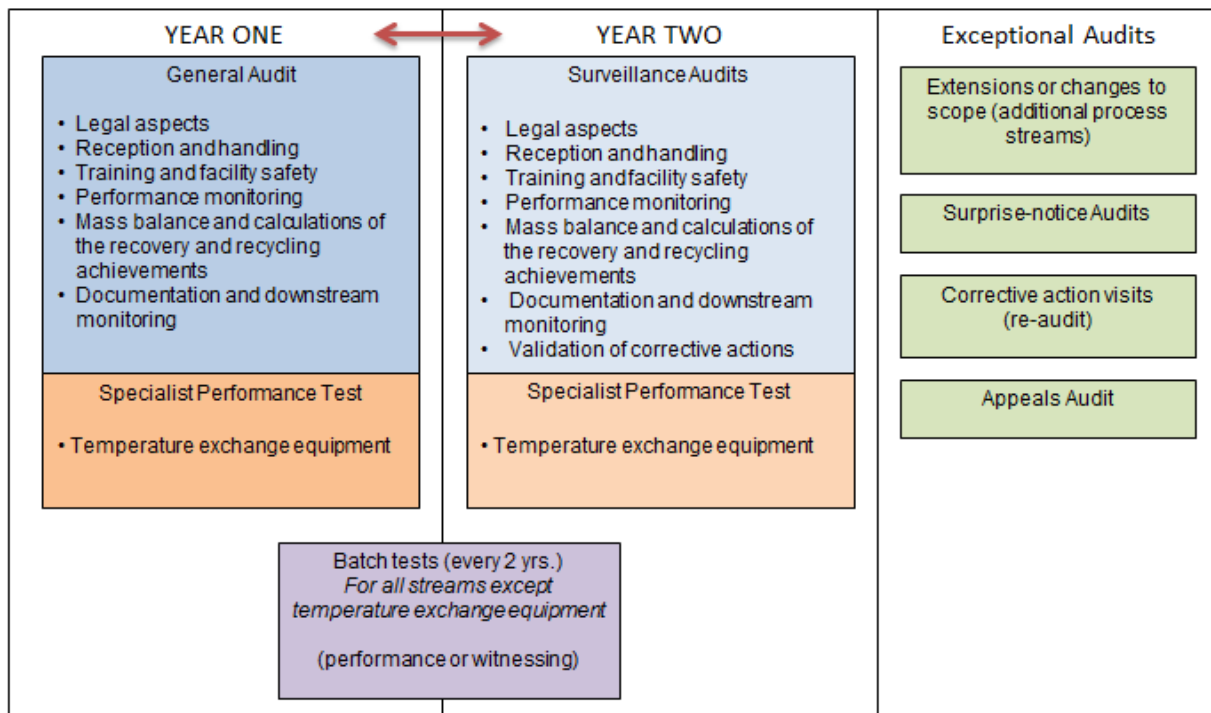 YEAR ONE
General Audit
• Legal aspects
• Reception and handling
• Training and facility safety
• Performance monitoring
• Mass balance and calculations of
the recovery and recycling
achievements
• Documentation and downstream
monitoring
Specialist Performance Test
• Temperature exchange equipment
YEAR TWO
Surveillance Audits
• Legal aspects
• Reception and handling
• Training and facility safety
• Performance monitoring
• Mass balance and calculations of
the recovery and recycling
achievements
• Documentation and downstream
monitoring
• Validation of corrective actions
Specialist Performance Test
• Temperature exchange equipment
Batch tests (every 2 yrs.)
For all streams except
temperature exchange equipment
(performance or witnessing)
Exceptional Audits
Extensions or changes to
scope (additional process
streams)
Surprise-notice Audits
Corrective action visits
(re-audit)
Appeals Audit